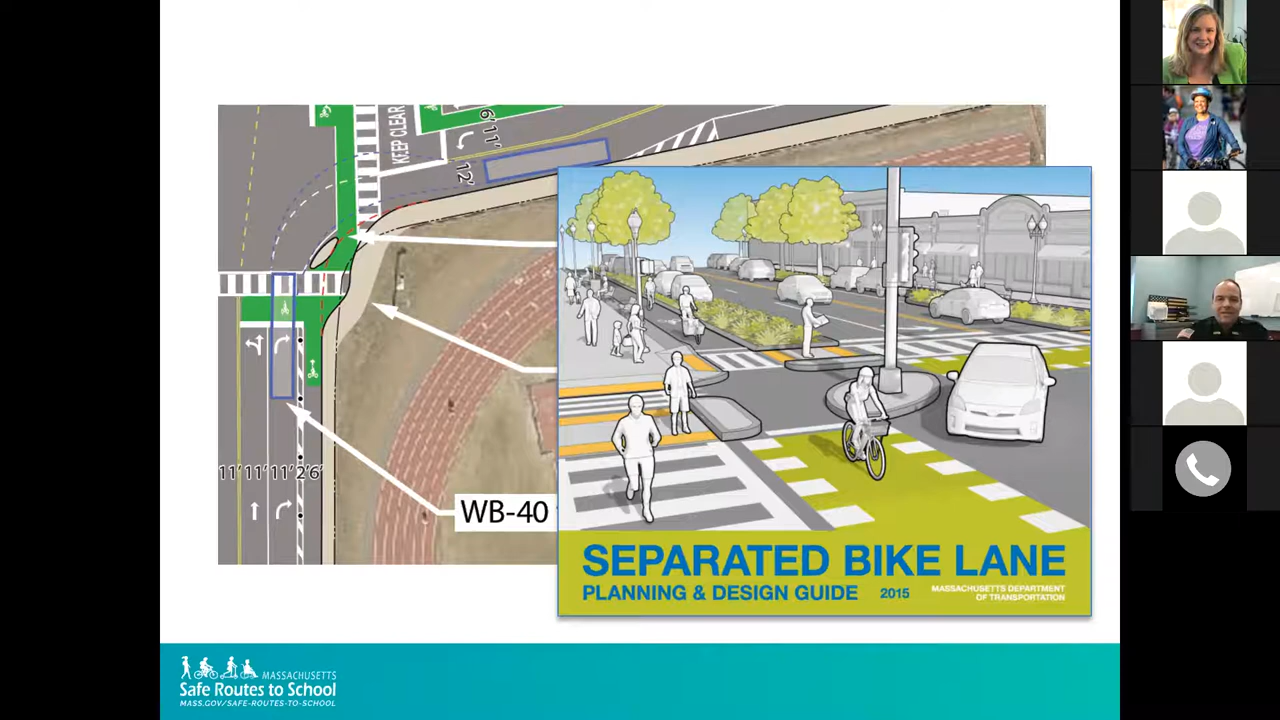 KEEP CLEAR
6' 11'
12'
11' 11' 11' 2'6'
WB-40
SEPARATED BIKE LANE
PLANNING & DESIGN GUIDE 2015
MASSACHUSETTS DEPARTMENT
OF TRANSPORTATION
MASSACHUSETTS
Safe Routes to School
MASS.GOV/SAFE-ROUTES-TO-SCHOOL